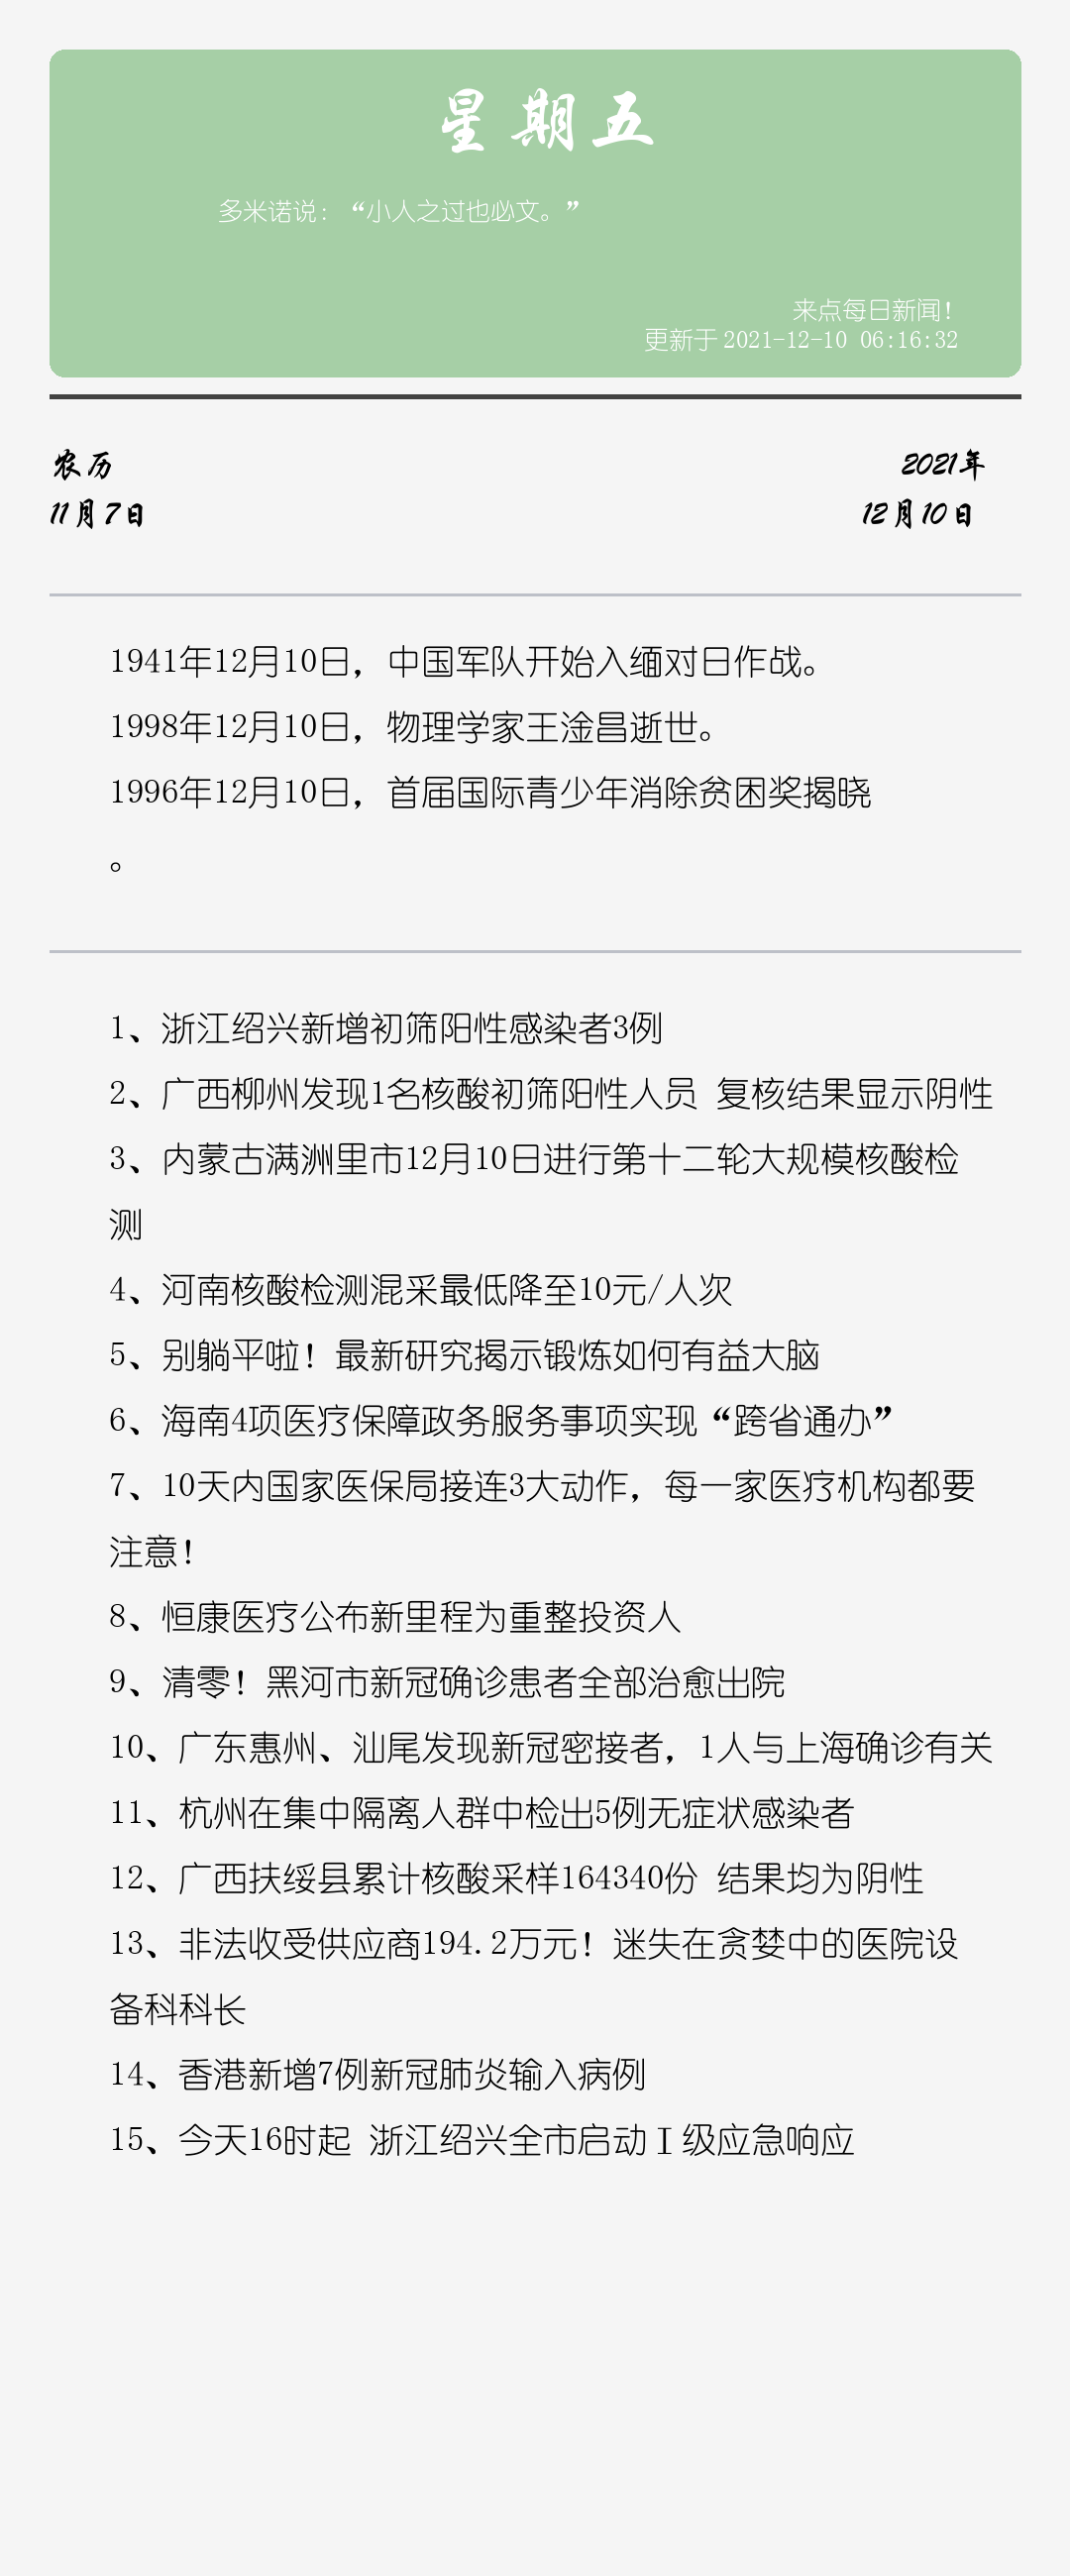 星期五
多米诺说：“小人之过也必文。”
来点每日新闻！
更新于 2021-12-10 06:16:32
农历
2021年
11月7日
12月10日
1941年12月10日，中国军队开始入缅对日作战。
1998年12月10日，物理学家王淦昌逝世。
1996年12月10日，首届国际青少年消除贫困奖揭晓
。
1、浙江绍兴新增初筛阳性感染者3例
2、广西柳州发现1名核酸初筛阳性人员 复核结果显示阴性
3、内蒙古满洲里市12月10日进行第十二轮大规模核酸检
测
4、河南核酸检测混采最低降至10元/人次
5、别躺平啦！最新研究揭示锻炼如何有益大脑
6、海南4项医疗保障政务服务事项实现“跨省通办”
7、10天内国家医保局接连3大动作，每一家医疗机构都要
注意！
8、恒康医疗公布新里程为重整投资人
9、清零！黑河市新冠确诊患者全部治愈出院
10、广东惠州、汕尾发现新冠密接者，1人与上海确诊有关
11、杭州在集中隔离人群中检出5例无症状感染者
12、广西扶绥县累计核酸采样164340份 结果均为阴性
13、非法收受供应商194.2万元！迷失在贪婪中的医院设
备科科长
14、香港新增7例新冠肺炎输入病例
15、今天16时起 浙江绍兴全市启动Ⅰ级应急响应